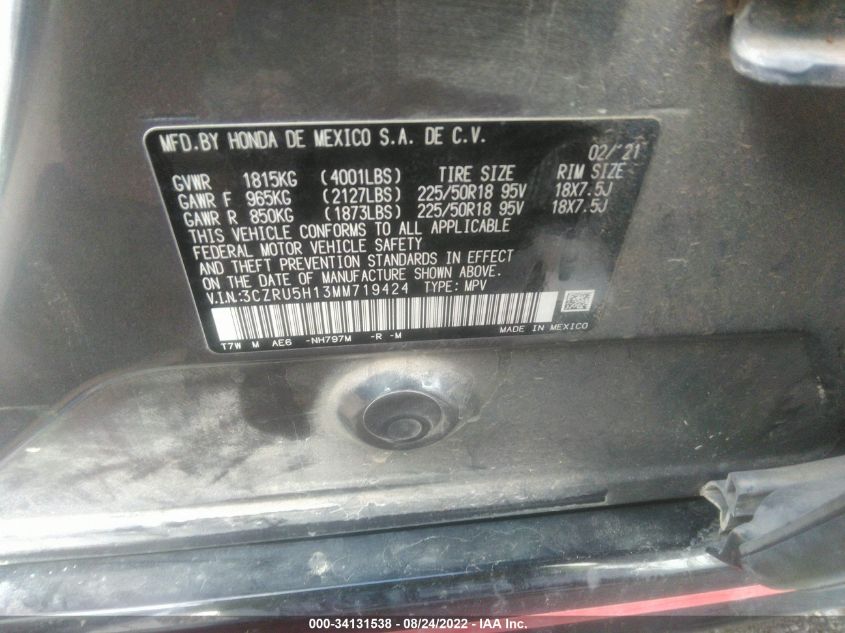 MFD.BY HONDA DE MEXICO S.A. DE C.V.
02/'21
GVWR 1815KG (4001LBS) TIRE SIZE RIM SIZE
GAWR F 965KG (2127LBS) 225/50R18 95V 18X7.5J
GAWR R 850KG (1873LBS) 225/50R18 95V 18X7.5J
THIS VEHICLE CONFORMS TO ALL APPLICABLE
FEDERAL MOTOR VEHICLE SAFETY
AND THEFT PREVENTION STANDARDS IN EFFECT
ON THE DATE OF MANUFACTURE SHOWN ABOVE.
V.I.N:3CZRU5H13MM719424 TYPE: MPV
T7W M AE6 -NH797M -R -M MADE IN MEXICO
000-34131538 - 08/24/2022 - © IAA, Inc.